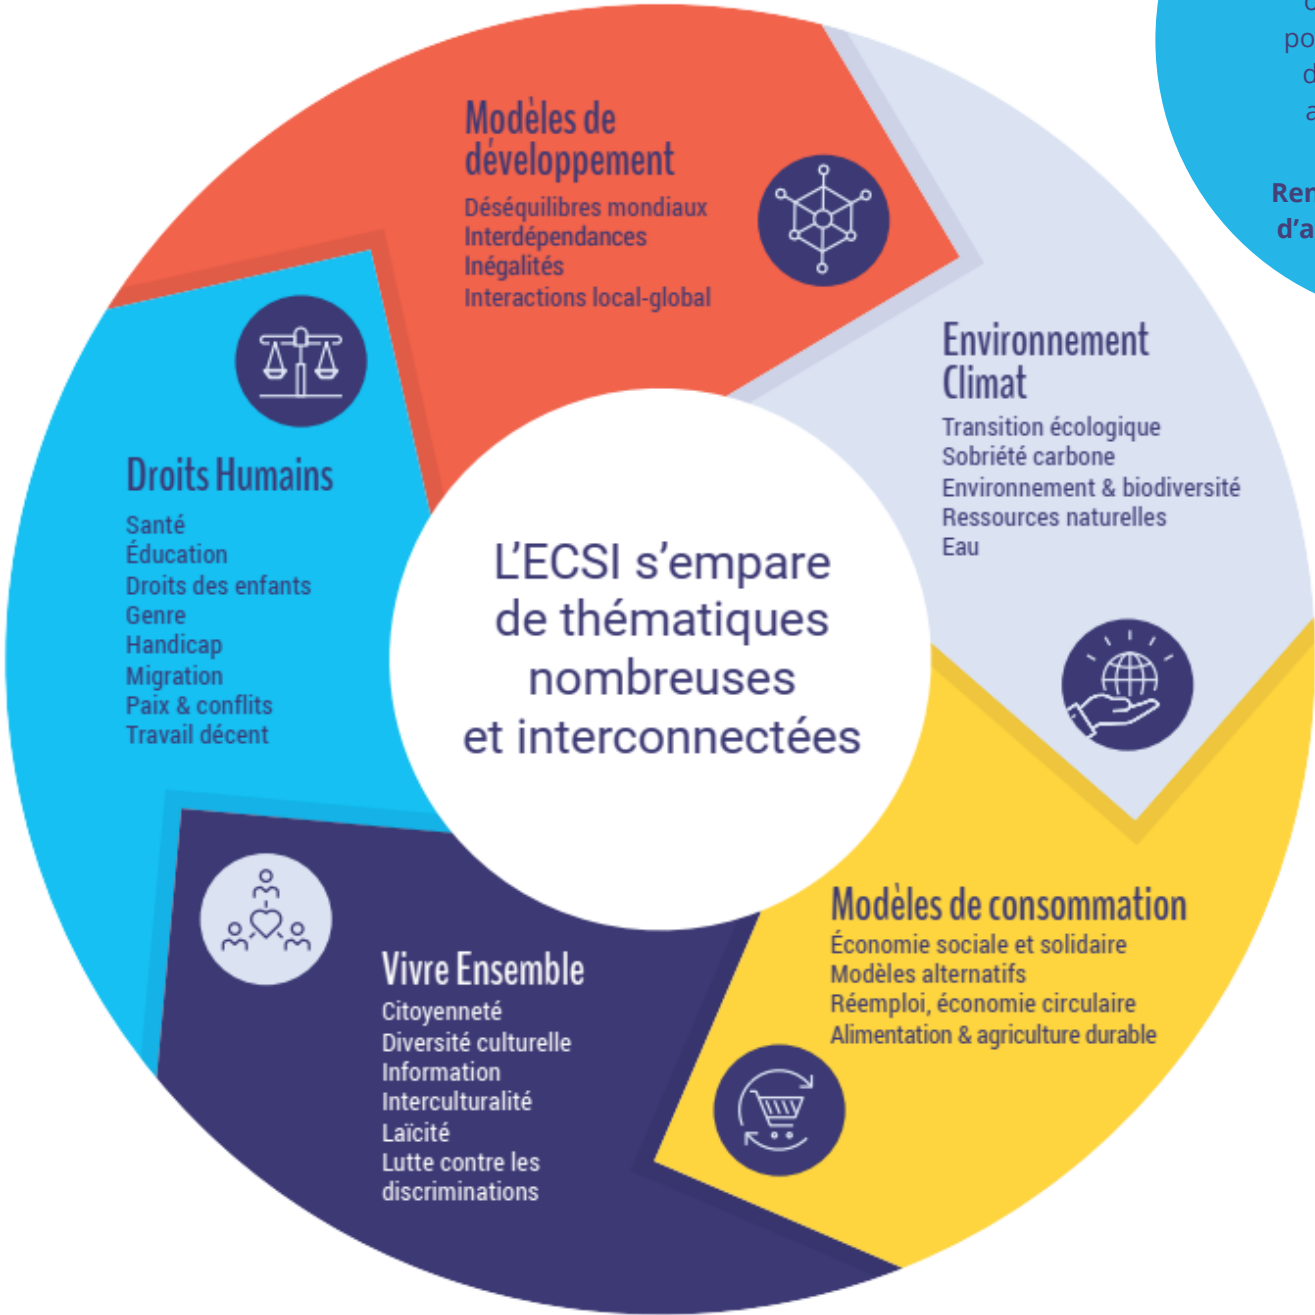 Modèles de
développement
Déséquilibres mondiaux
Interdépendances
Inégalités
Interactions local-global
Environnement
Climat
Transition écologique
Sobriété carbone
Environnement & biodiversité
Ressources naturelles
Eau
Modèles de consommation
Économie sociale et solidaire
Modèles alternatifs
Réemploi, économie circulaire
Alimentation & agriculture durable
Vivre Ensemble
Citoyenneté
Diversité culturelle
Information
Interculturalité
Laïcité
Lutte contre les
discriminations
Droits Humains
Santé
Éducation
Droits des enfants
Genre
Handicap
Migration
Paix & conflits
Travail décent
L’ECSI s’empare
de thématiques
nombreuses
et interconnectées